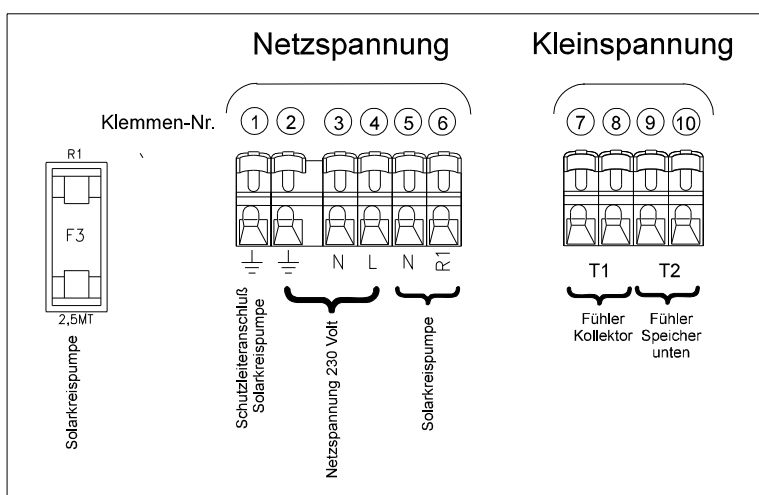 Netzspannung
Kleinspannung
Klemmen-Nr.
1 2 3 4 5 6
7 8 9 10
R1
F3
2,5MT
Solarkreispumpe
N L N R1
Schutzleiteranschluß
Solarkreispumpe
Netzspannung 230 Volt
Solarkreispumpe
T1
T2
Fühler
Kollektor
Fühler
Speicher
unten